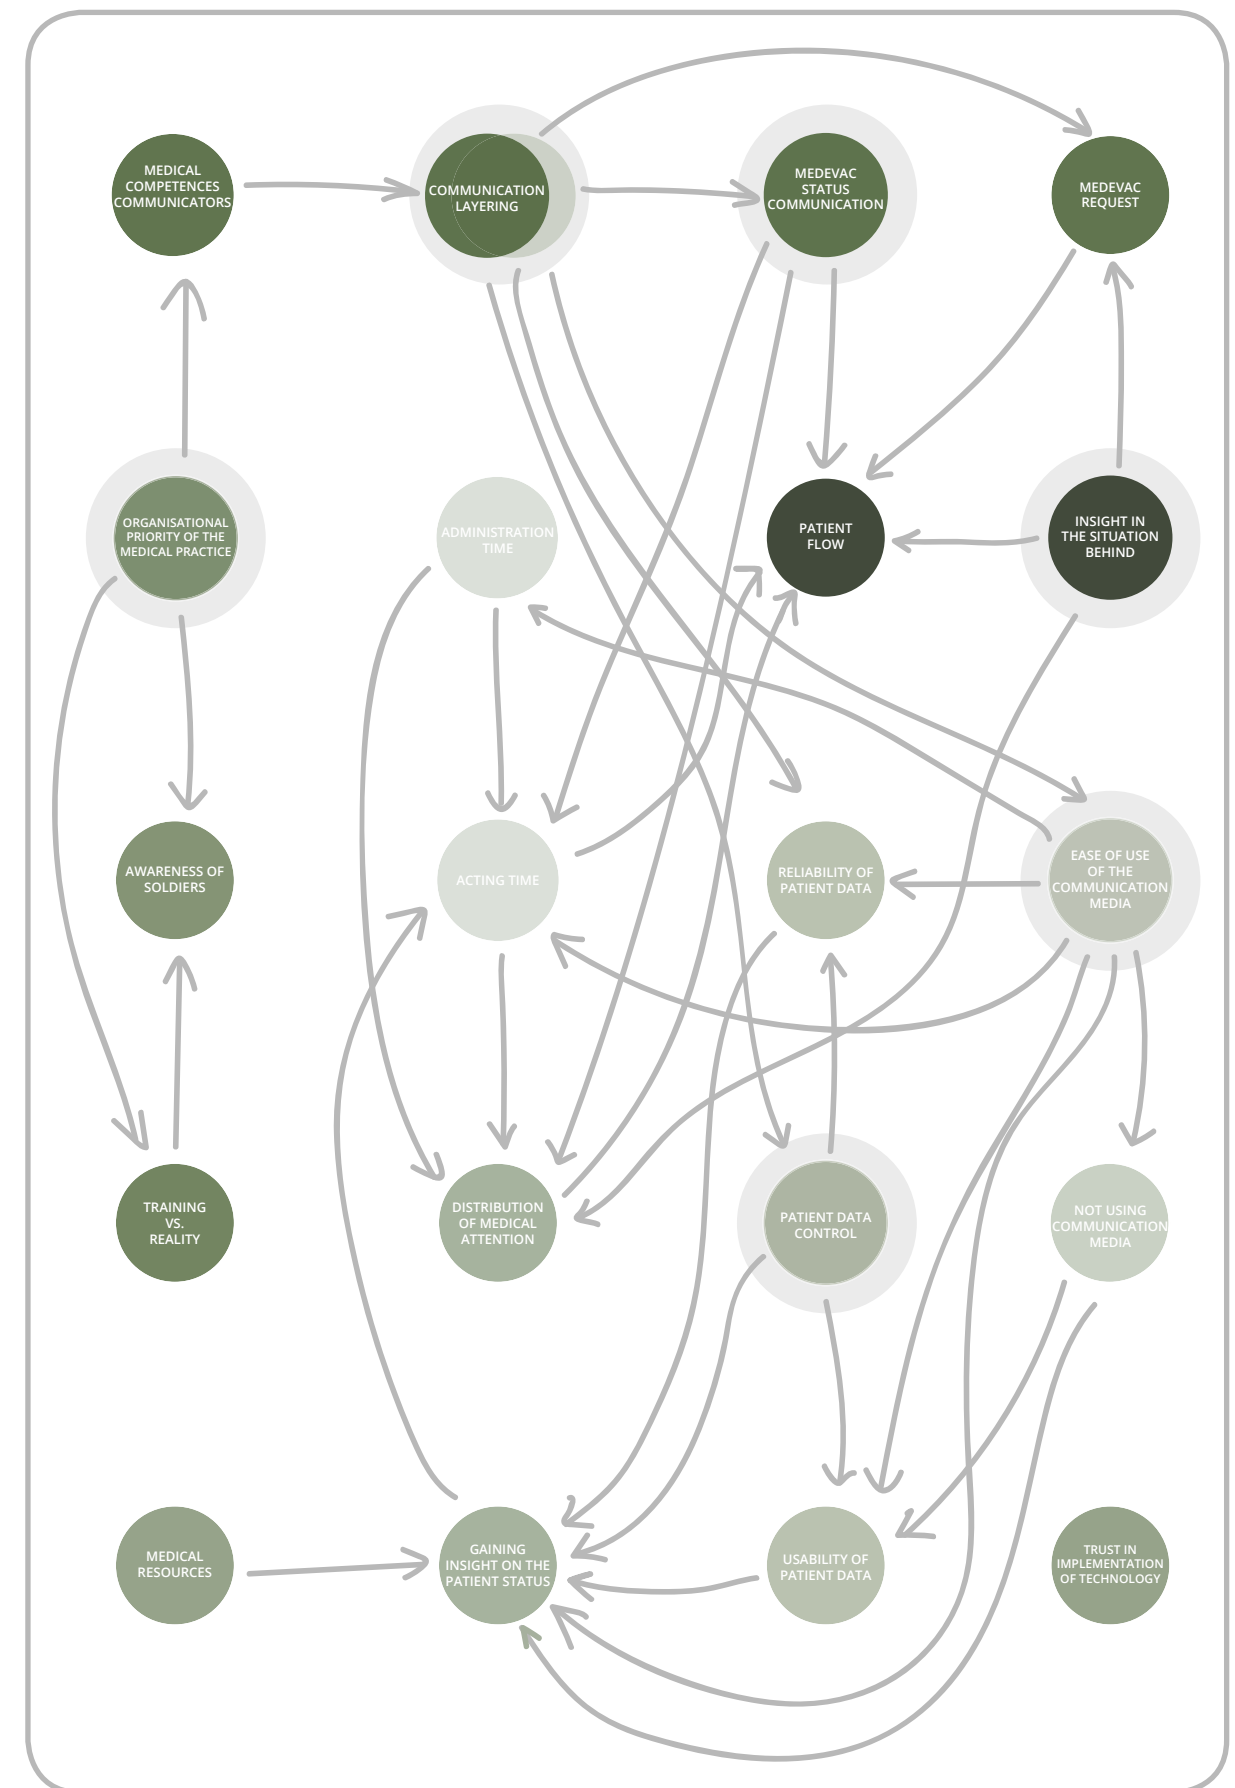 MEDICAL
COMPETENCES
COMMUNICATORS
COMMUNICATION
LAYERING
MEDEVAC
STATUS
COMMUNICATION
MEDEVAC
REQUEST
ORGANISATIONAL
PRIORITY OF THE
MEDICAL PRACTICE
ADMINISTRATION
TIME
PATIENT
FLOW
INSIGHT IN
THE SITUATION
BEHIND
AWARENESS OF
SOLDIERS
ACTING TIME
RELIABILITY OF
PATIENT DATA
EASE OF USE
OF THE
COMMUNICATION
MEDIA
TRAINING
VS.
REALITY
DISTRIBUTION
OF MEDICAL
ATTENTION
PATIENT DATA
CONTROL
NOT USING
COMMUNICATION
MEDIA
MEDICAL
RESOURCES
GAINING
INSIGHT ON THE
PATIENT STATUS
USABILITY OF
PATIENT DATA
TRUST IN
IMPLEMENTATION
OF TECHNOLOGY